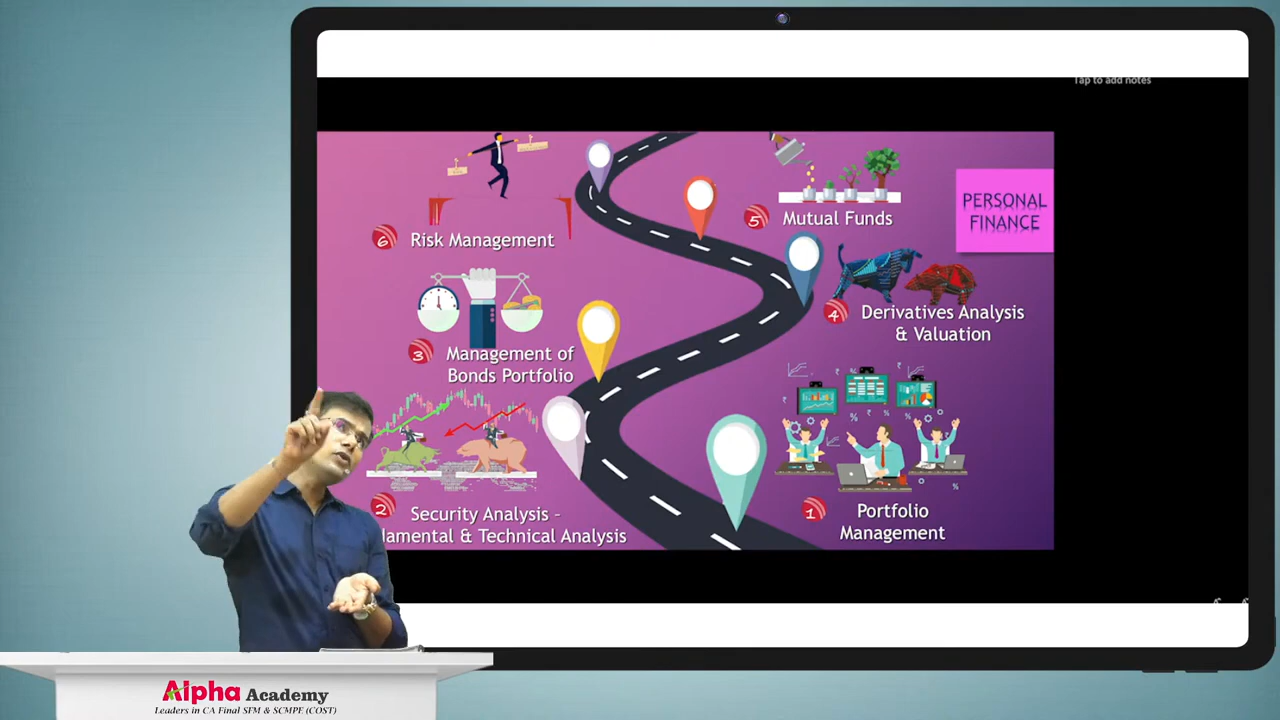 Tap to add notes
PERSONAL
FINANCE
6
Risk Management
5
Mutual Funds
4
Derivatives Analysis
& Valuation
3
Management of
Bonds Portfolio
2
Security Analysis –
damental & Technical Analysis
1
Portfolio
Management
Alpha Academy
Leaders in CA Final SFM & SCMPE (COST)